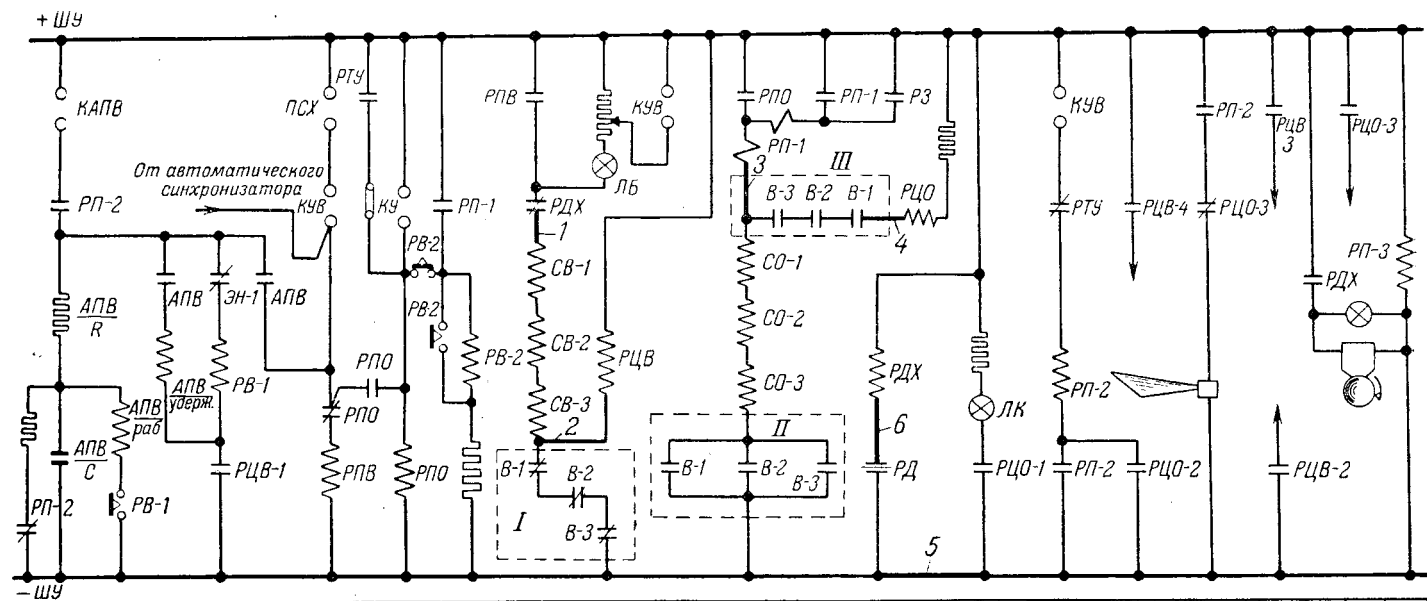 + ШУ
КАПВ
ПСХ
РТУ
РПВ
КУВ
РПО
РП-1
РЗ
КУВ
РП-2
РЦВ
3
РЦО-3
От автоматического
синхронизатора
КУВ
КУ
РП-1
ЛБ
РП-1
III
3
В-3
В-2
В-1
РЦО
4
РП-2
РДХ
1
РТУ
РЦВ-4
РЦО-3
РП-3
РДХ
АПВ
ЭН-1
АПВ
РВ-2
РВ-2
СВ-1
СО-1
АПВ
R
СВ-2
РЦВ
СО-2
РВ-2
РПО
РДХ
АПВ
удерж.
РВ-1
СВ-3
СО-3
РП-2
АПВ
раб
РПО
ЛК
2
II
6
АПВ
С
РЦВ-1
РПВ
РПО
В-1
В-2
В-1
В-2
В-3
РД
РЦО-1
РП-2
РЦО-2
РЦВ-2
РП-2
РВ-1
I
В-3
5
— ШУ